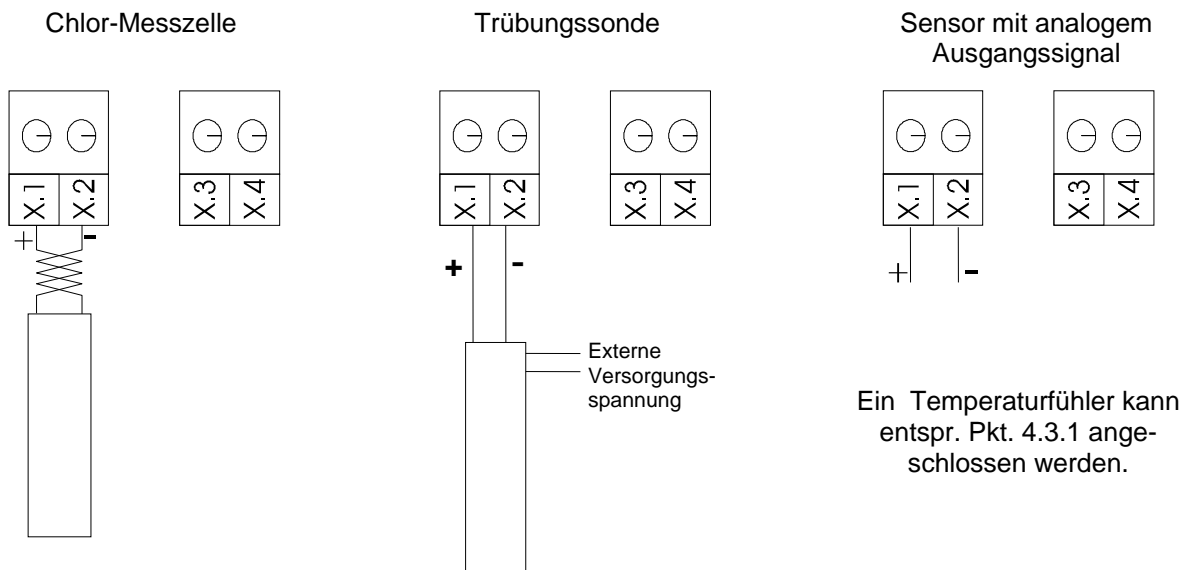 Chlor-Messzelle
Trübungssonde
Sensor mit analogem
Ausgangssignal
X.1 X.2 X.3 X.4
X.1 X.2 X.3 X.4
X.1 X.2 X.3 X.4
+ -
+ -
+ -
Externe
Versorgungs-
spannung
Ein Temperaturfühler kann
entspr. Pkt. 4.3.1 ange-
schlossen werden.